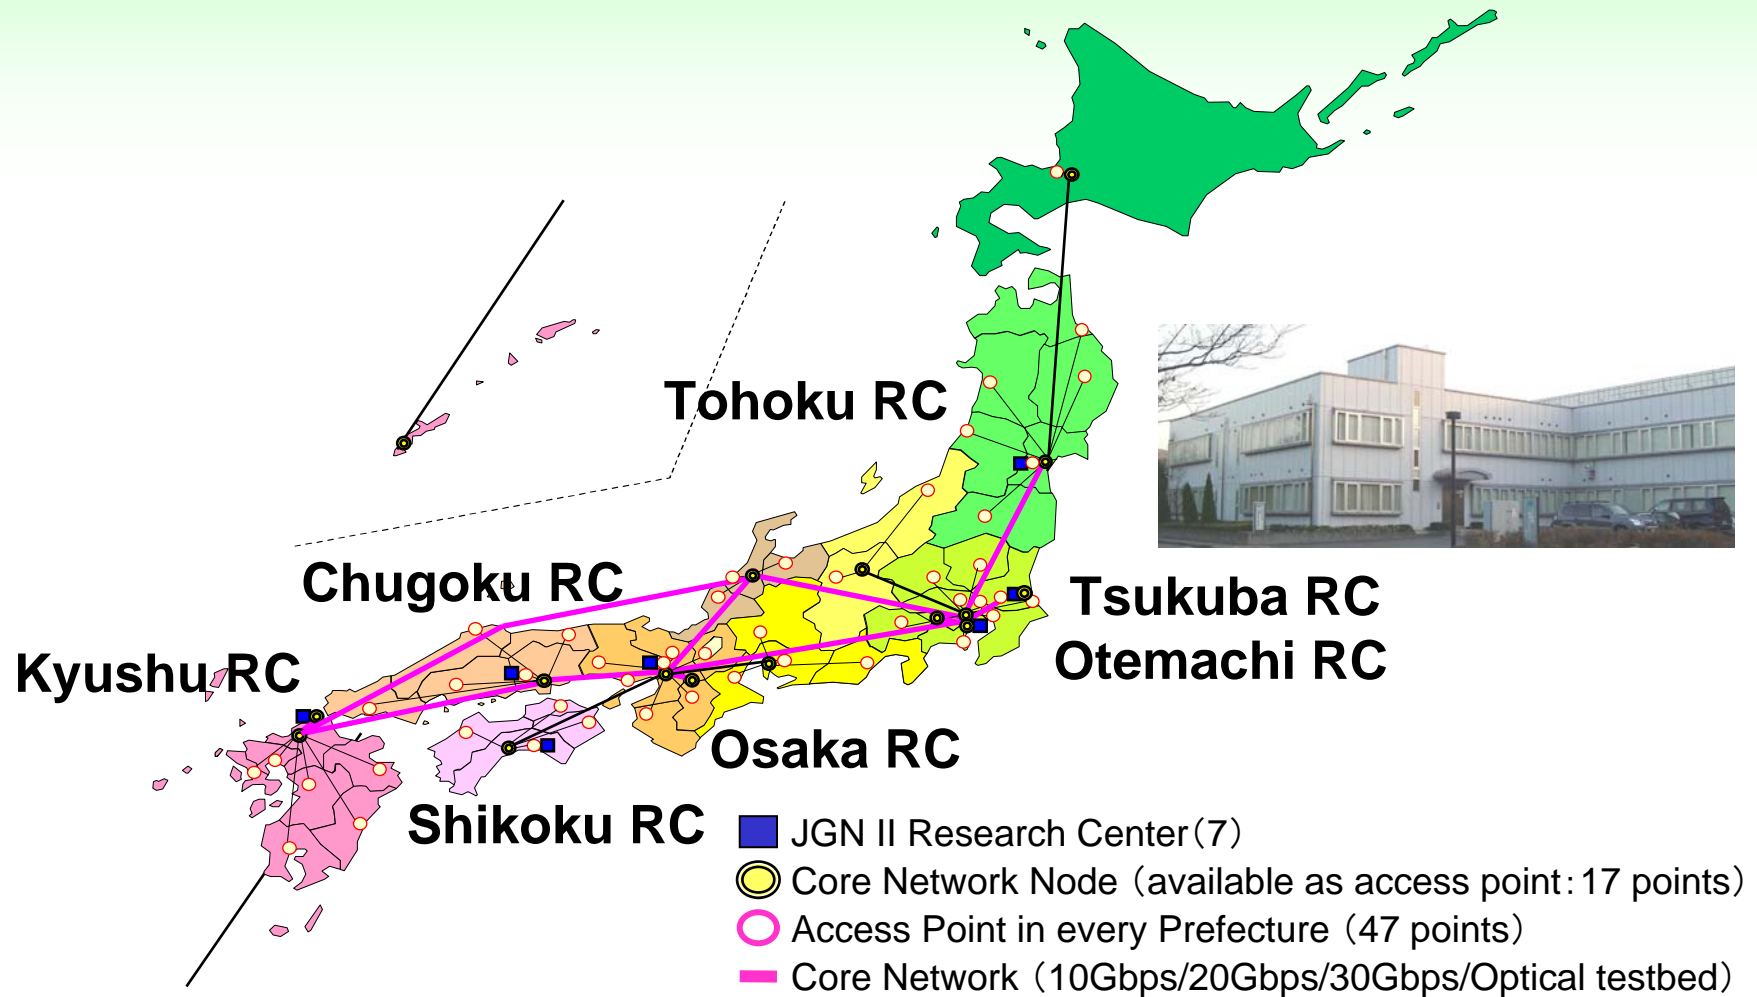 Tohoku RC
Chugoku RC
Tsukuba RC
Otemachi RC
Kyushu RC
Osaka RC
Shikoku RC
JGN II Research Center（7）
Core Network Node（available as access point：17 points）
Access Point in every Prefecture（47 points）
Core Network（10Gbps/20Gbps/30Gbps/Optical testbed）